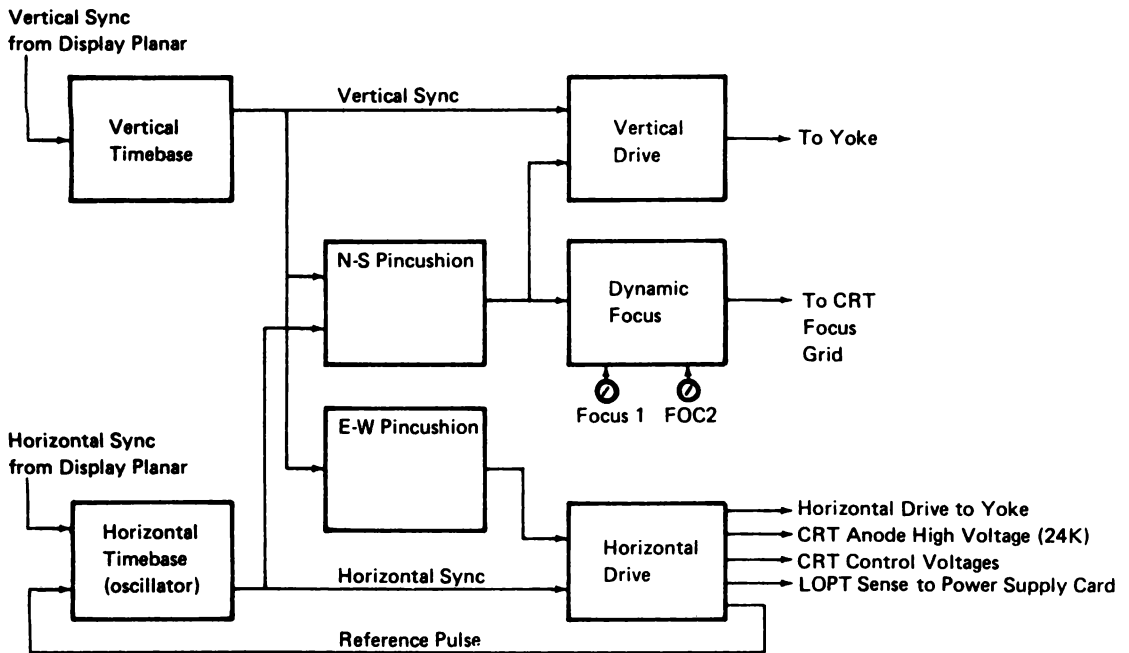 Vertical Sync
from Display Planar
Vertical
Timebase
Vertical Sync
Vertical
Drive
To Yoke
N-S Pincushion
Dynamic
Focus
To CRT
Focus
Grid
Focus 1 FOC2
E-W Pincushion
Horizontal Sync
from Display Planar
Horizontal
Timebase
(oscillator)
Horizontal Sync
Horizontal
Drive
Horizontal Drive to Yoke
CRT Anode High Voltage (24K)
CRT Control Voltages
LOPT Sense to Power Supply Card
Reference Pulse